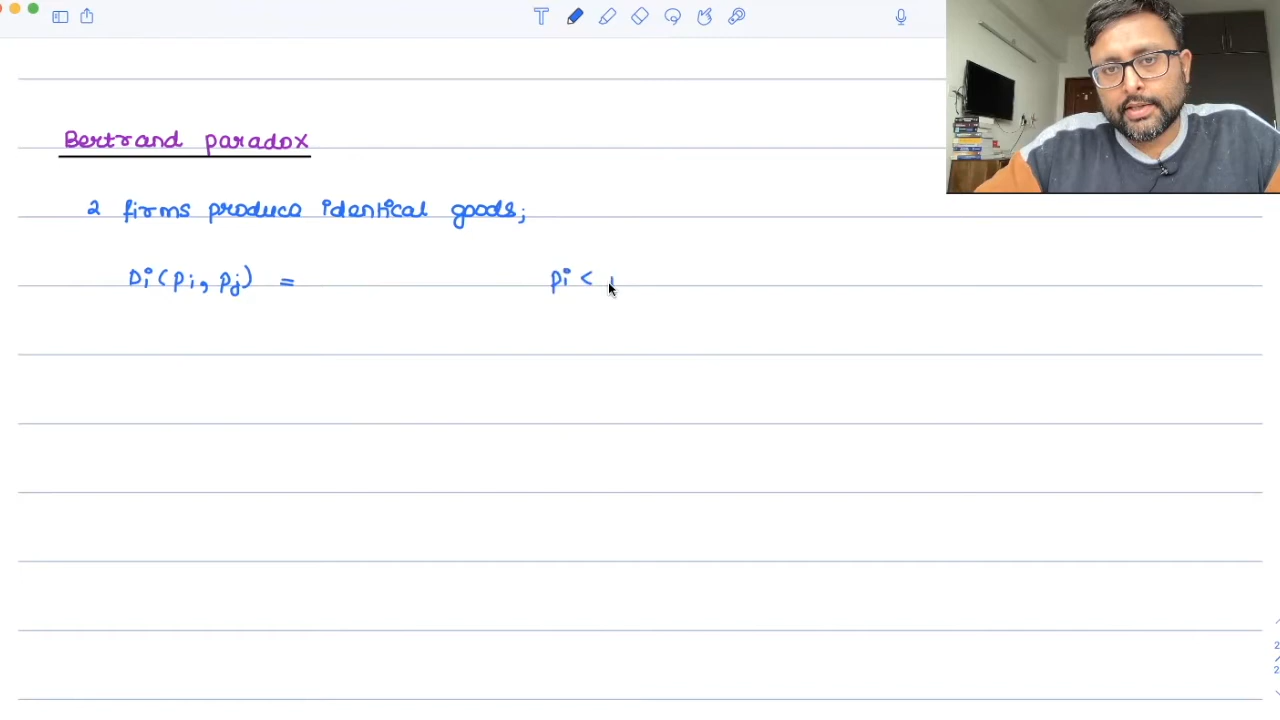 Bertrand paradox
2 firms produce identical goods;
Di(pi, pj) = pi <